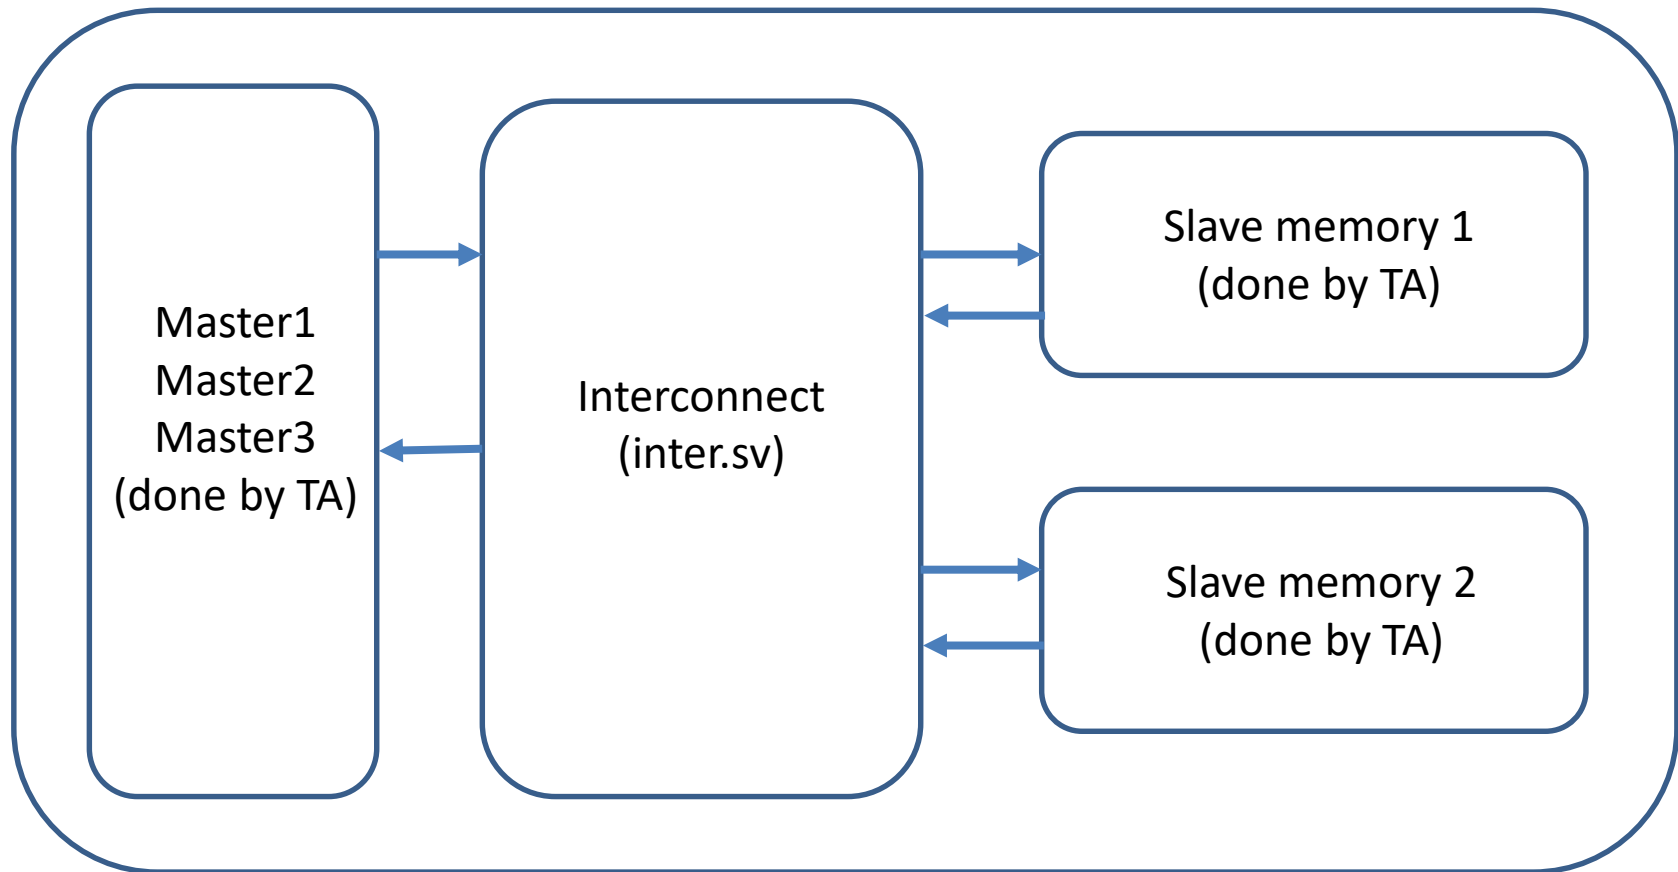 Master1
Master2
Master3
(done by TA)
Interconnect
(inter.sv)
Slave memory 1
(done by TA)
Slave memory 2
(done by TA)